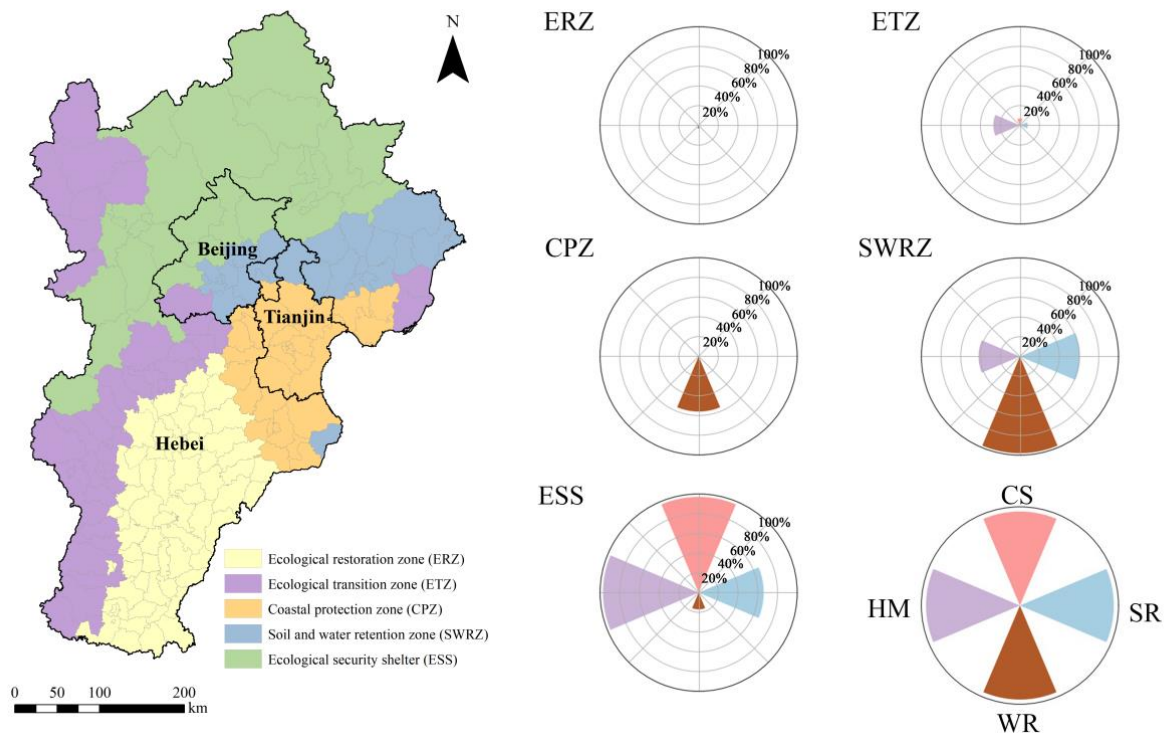 N
Beijing
Tianjin
Hebei
Ecological restoration zone (ERZ)
Ecological transition zone (ETZ)
Coastal protection zone (CPZ)
Soil and water retention zone (SWRZ)
Ecological security shelter (ESS)
0 50 100 200
km
ERZ
100%
80%
60%
40%
20%
ETZ
100%
80%
60%
40%
20%
CPZ
100%
80%
60%
40%
20%
SWRZ
100%
80%
60%
40%
20%
ESS
100%
80%
60%
40%
20%
CS
HM
SR
WR